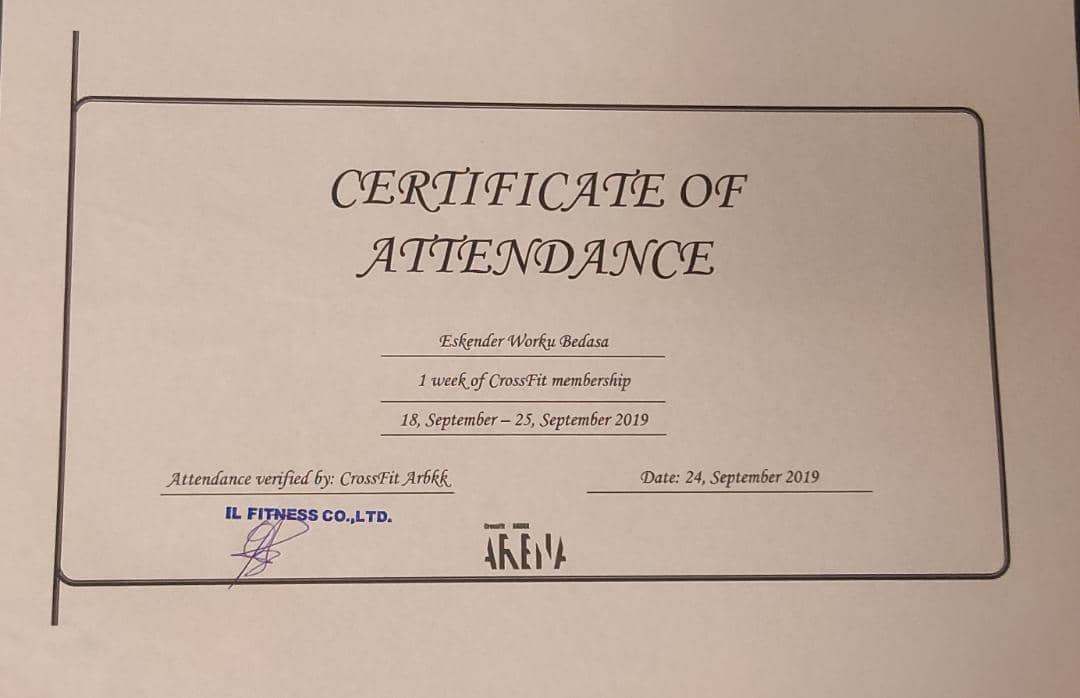 CERTIFICATE OF
ATTENDANCE
Eskender Worku Bedasa
1 week of CrossFit membership
18, September – 25, September 2019
Attendance verified by: CrossFit Arbkk
Date: 24, September 2019
IL FITNESS CO.,LTD.
ARENA